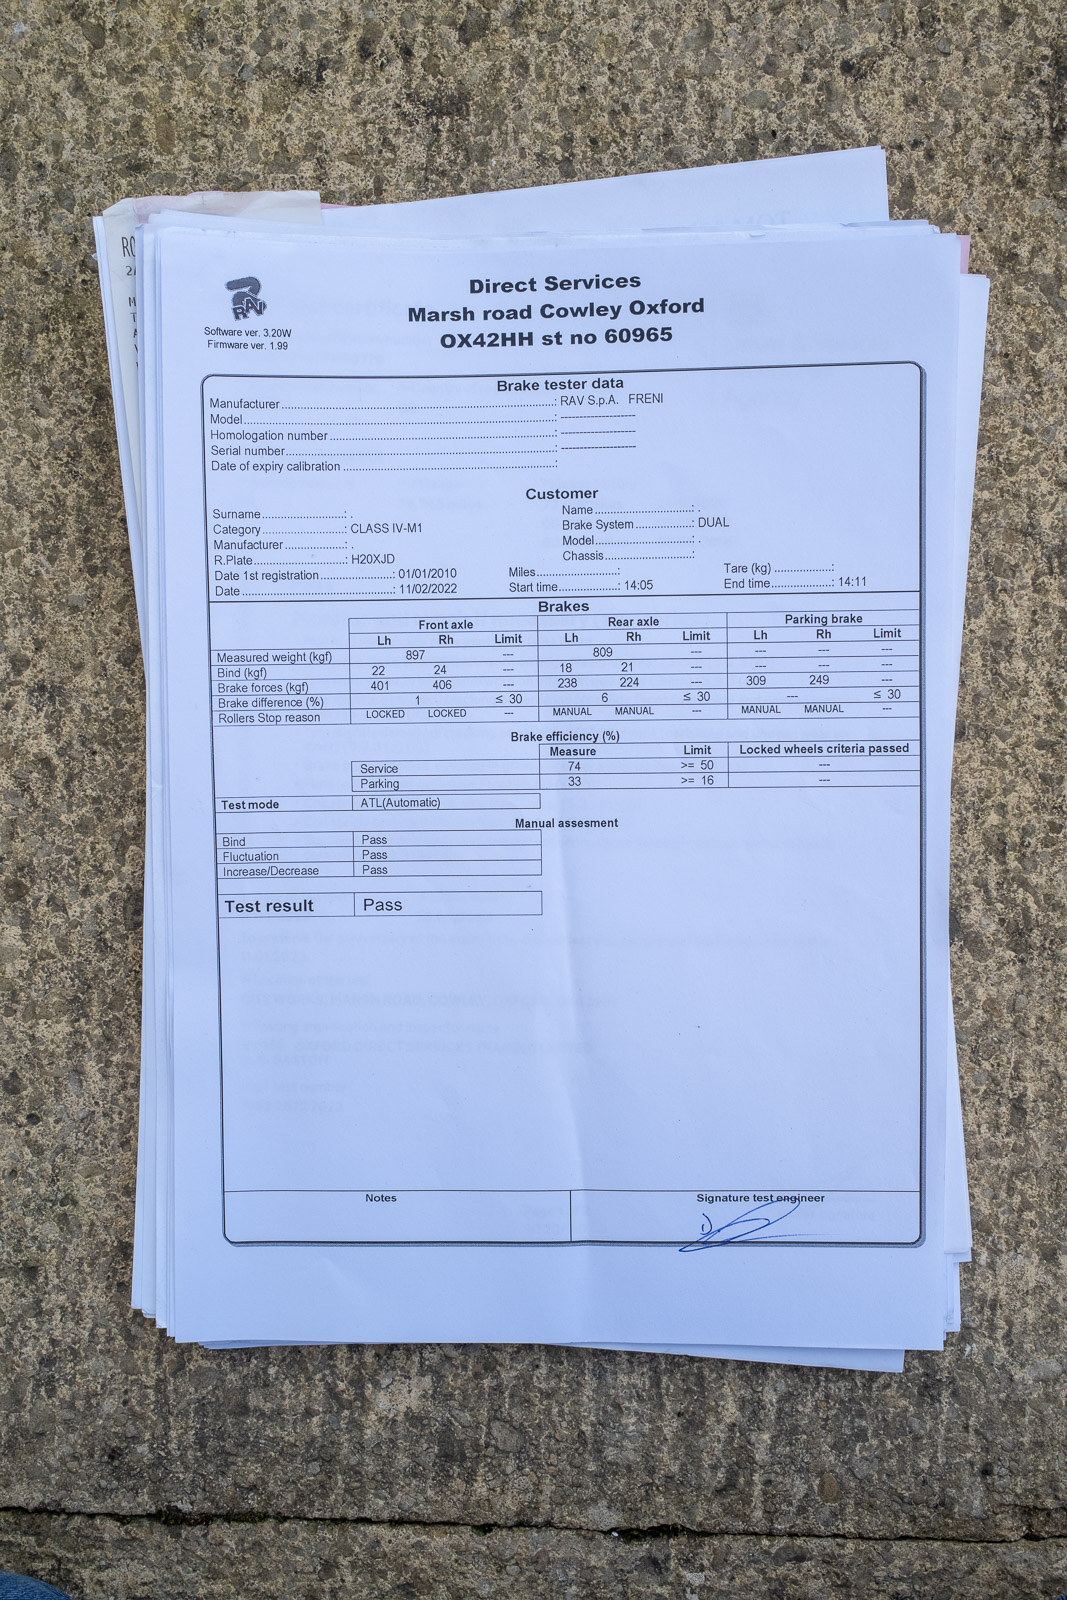 RO
2
M
T
A
Y
RAV
Software ver. 3.20W
Firmware ver. 1.99
Direct Services
Marsh road Cowley Oxford
OX42HH st no 60965
Brake tester data
Manufacturer : RAV S.p.A. FRENI
Model : --------------------
Homologation number : --------------------
Serial number : --------------------
Date of expiry calibration :
Customer
Surname : . Name : .
Category : CLASS IV-M1 Brake System : DUAL
Manufacturer : . Model : .
R.Plate : H20XJD Chassis :
Date 1st registration : 01/01/2010 Miles : Tare (kg) :
Date : 11/02/2022 Start time : 14:05 End time : 14:11
Brakes
Front axle Rear axle Parking brake
Lh Rh Limit Lh Rh Limit Lh Rh Limit
Measured weight (kgf) 897 --- 809 --- --- --- ---
Bind (kgf) 22 24 --- 18 21 --- --- --- ---
Brake forces (kgf) 401 406 --- 238 224 --- 309 249 ---
Brake difference (%) 1 ≤ 30 6 ≤ 30 --- ≤ 30
Rollers Stop reason LOCKED LOCKED --- MANUAL MANUAL --- MANUAL MANUAL ---
Brake efficiency (%)
Measure Limit Locked wheels criteria passed
Service 74 >= 50 ---
Parking 33 >= 16 ---
Test mode ATL(Automatic)
Manual assesment
Bind Pass
Fluctuation Pass
Increase/Decrease Pass
Test result Pass
Notes Signature test engineer